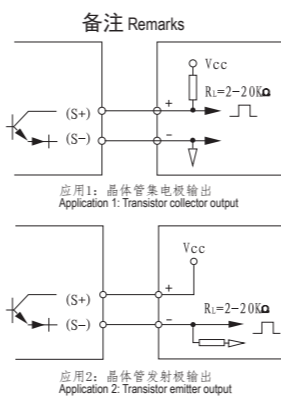 备注 Remarks
Vcc
(S+)
+
RL=2-20KΩ
(S-)
-
应用1: 晶体管集电极输出
Application 1: Transistor collector output
Vcc
(S+)
+
RL=2-20KΩ
(S-)
-
应用2: 晶体管发射极输出
Application 2: Transistor emitter output